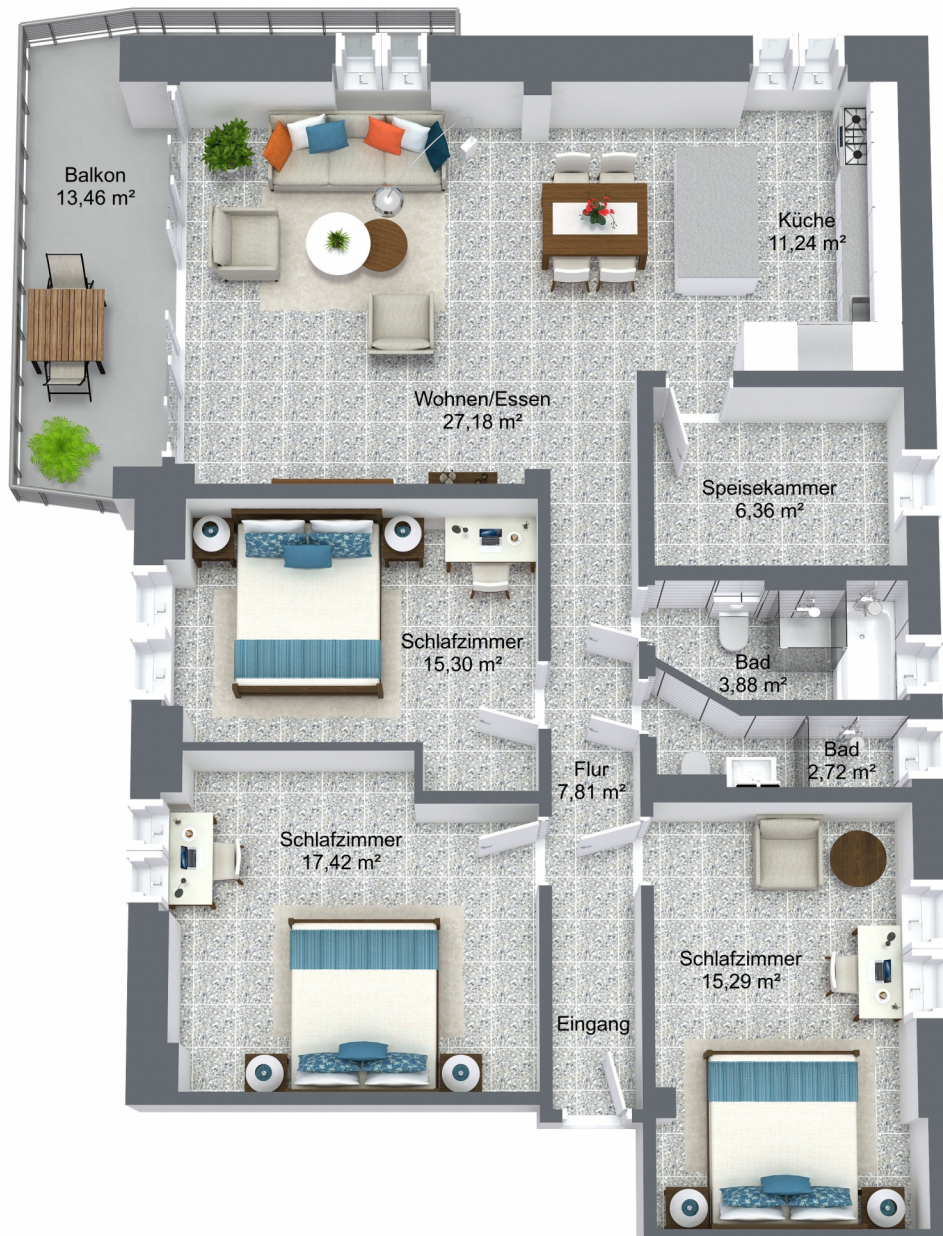 Balkon
13,46 m²
Küche
11,24 m²
Wohnen/Essen
27,18 m²
Speisekammer
6,36 m²
Schlafzimmer
15,30 m²
Bad
3,88 m²
Bad
2,72 m²
Flur
7,81 m²
Schlafzimmer
17,42 m²
Schlafzimmer
15,29 m²
Eingang